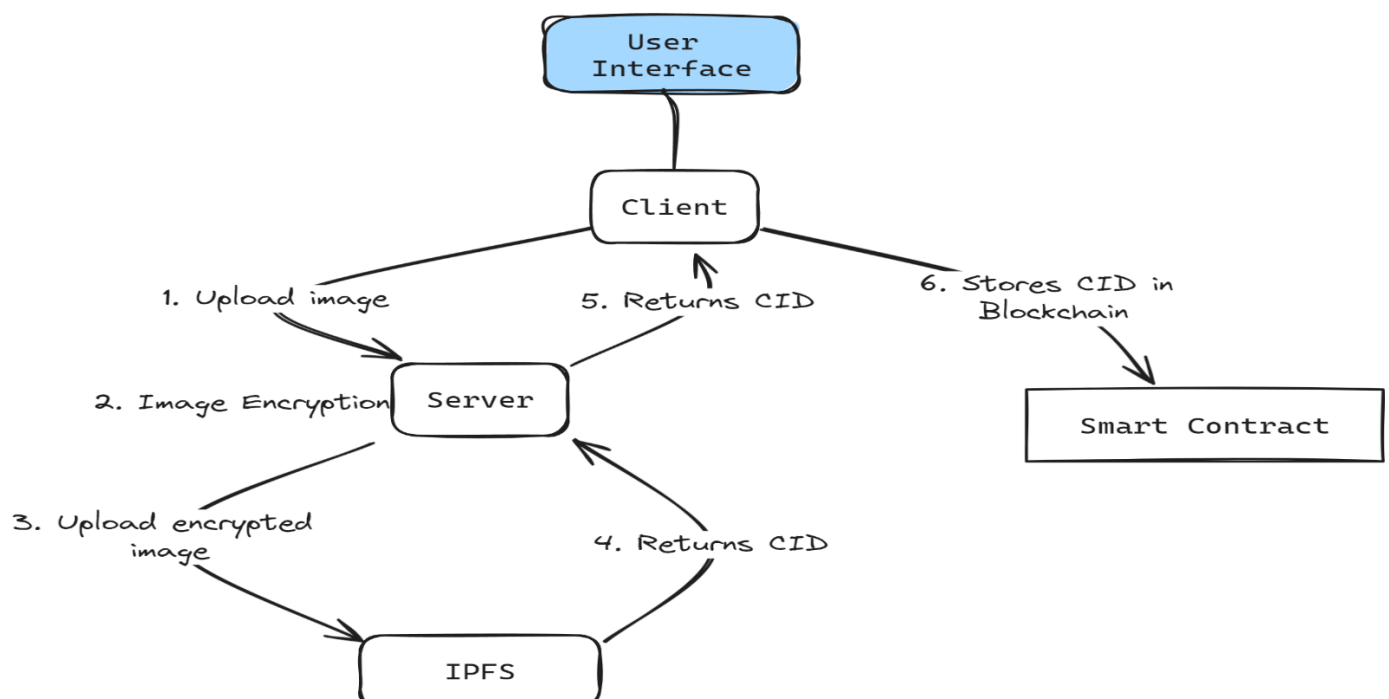 User
Interface
Client
1. Upload image
5. Returns CID
6. Stores CID in
Blockchain
2. Image Encryption
Server
Smart Contract
3. Upload encrypted
image
4. Returns CID
IPFS